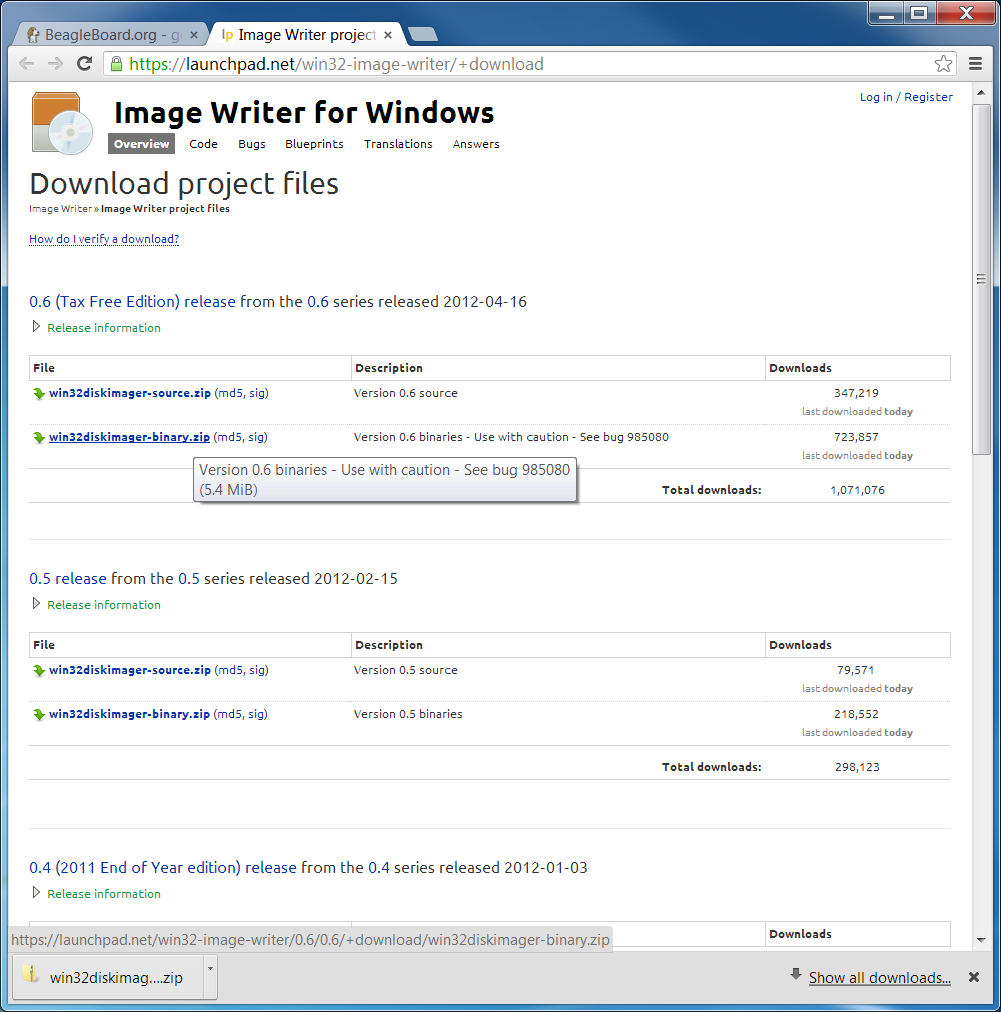 BeagleBoard.org - g
Image Writer project
https://launchpad.net/win32-image-writer/+download
Log in / Register
Image Writer for Windows
Overview Code Bugs Blueprints Translations Answers
Download project files
Image Writer » Image Writer project files
How do I verify a download?
0.6 (Tax Free Edition) release from the 0.6 series released 2012-04-16
Release information
File Description Downloads
win32diskimager-source.zip (md5, sig) Version 0.6 source 347,219
last downloaded today
win32diskimager-binary.zip (md5, sig) Version 0.6 binaries - Use with caution - See bug 985080 723,857
last downloaded today
Version 0.6 binaries - Use with caution - See bug 985080
(5.4 MiB)
Total downloads: 1,071,076
0.5 release from the 0.5 series released 2012-02-15
Release information
File Description Downloads
win32diskimager-source.zip (md5, sig) Version 0.5 source 79,571
last downloaded today
win32diskimager-binary.zip (md5, sig) Version 0.5 binaries 218,552
last downloaded today
Total downloads: 298,123
0.4 (2011 End of Year edition) release from the 0.4 series released 2012-01-03
Release information
Downloads
https://launchpad.net/win32-image-writer/0.6/0.6/+download/win32diskimager-binary.zip
win32diskimag....zip
Show all downloads...